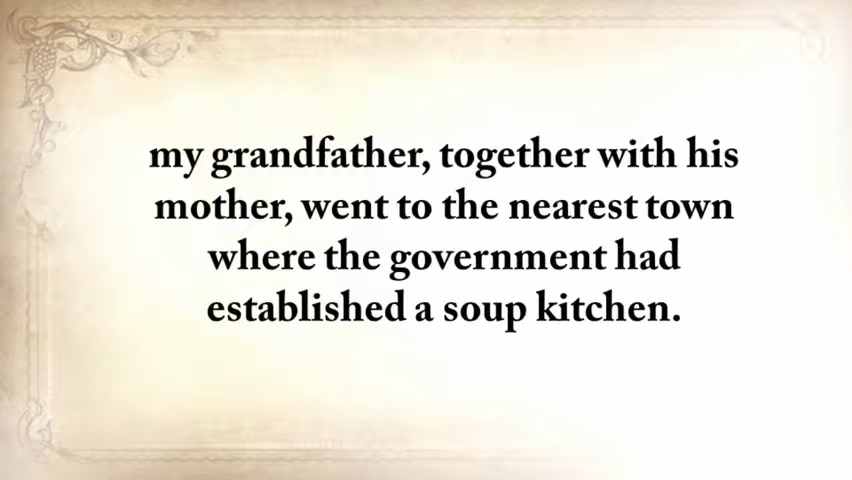 my grandfather, together with his
mother, went to the nearest town
where the government had
established a soup kitchen.